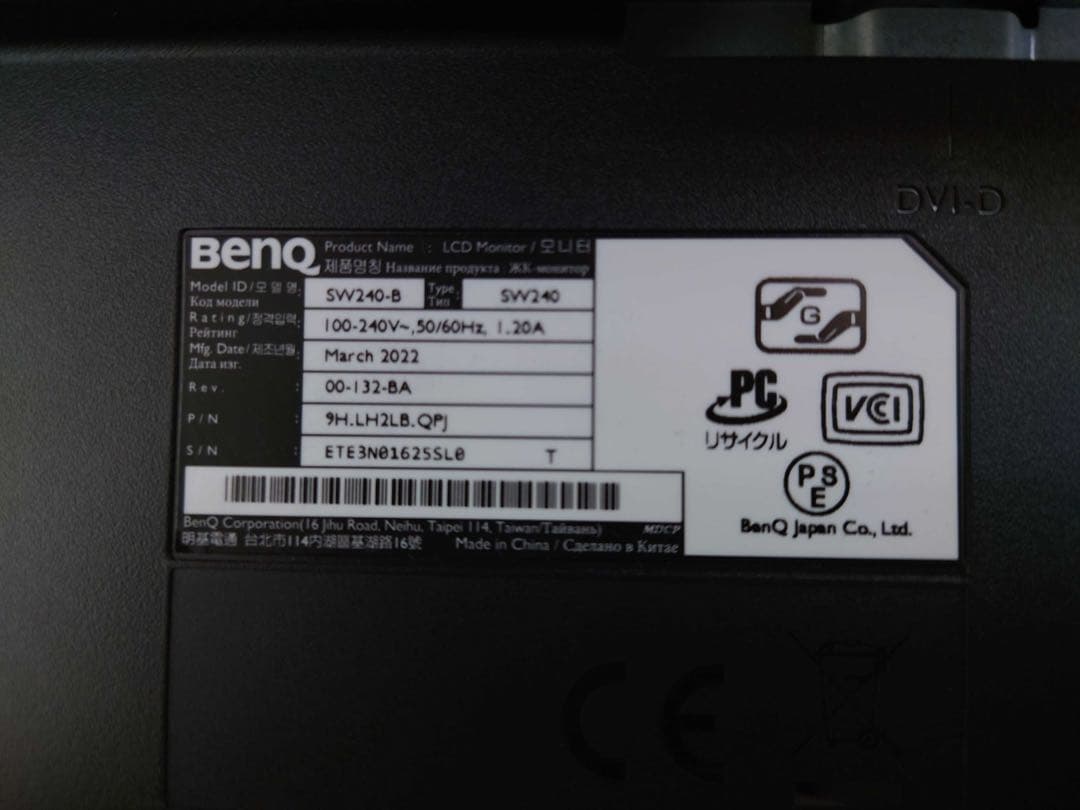 DVI-D
BenQ Product Name : LCD Monitor / 모니터
제품명칭 Название продукта ЖК-монитор
Model ID / 모델명: SW240-B Type: SW240
Код модели Тип
Rating / 정격입력: 100-240V~,50/60Hz, 1.20A
Рейтинг
Mfg. Date / 제조년월: March 2022
Дата изг.
Rev. : 00-132-BA
P/N : 9H.LH2LB.QPJ
S/N : ETE3N01625SL0 T
BenQ Corporation(16 Jihu Road, Neihu, Taipei 114, Taiwan/Тайвань) MDCP
明基電通 台北市114內湖區基湖路16號 Made in China / Сделано в Китае
G
PC
リサイクル
VCCI
PSE
BenQ Japan Co., Ltd.
CE